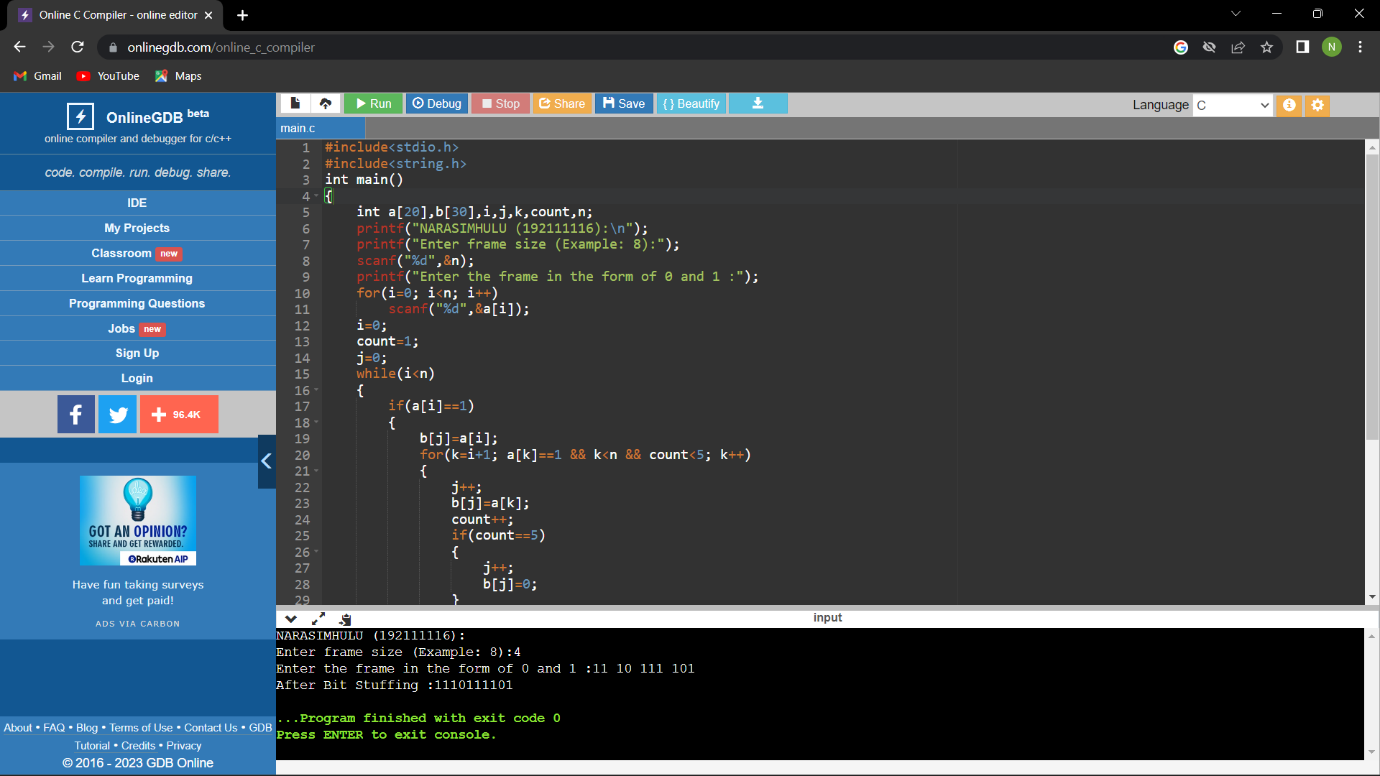 Online C Compiler - online editor
onlinegdb.com/online_c_compiler
N
Gmail YouTube Maps
OnlineGDB beta
online compiler and debugger for c/c++
code. compile. run. debug. share.
IDE
My Projects
Classroom new
Learn Programming
Programming Questions
Jobs new
Sign Up
Login
96.4K
GOT AN OPINION?
SHARE AND GET REWARDED.
Rakuten AIP
Have fun taking surveys
and get paid!
ADS VIA CARBON
About • FAQ • Blog • Terms of Use • Contact Us • GDB
Tutorial • Credits • Privacy
© 2016 - 2023 GDB Online
Run Debug Stop Share Save { } Beautify
Language C
main.c
1 #include<stdio.h>
2 #include<string.h>
3 int main()
4 {
5 int a[20],b[30],i,j,k,count,n;
6 printf("NARASIMHULU (192111116):\n");
7 printf("Enter frame size (Example: 8):");
8 scanf("%d",&n);
9 printf("Enter the frame in the form of 0 and 1 :");
10 for(i=0; i<n; i++)
11 scanf("%d",&a[i]);
12 i=0;
13 count=1;
14 j=0;
15 while(i<n)
16 {
17 if(a[i]==1)
18 {
19 b[j]=a[i];
20 for(k=i+1; a[k]==1 && k<n && count<5; k++)
21 {
22 j++;
23 b[j]=a[k];
24 count++;
25 if(count==5)
26 {
27 j++;
28 b[j]=0;
29 }
input
NARASIMHULU (192111116):
Enter frame size (Example: 8):4
Enter the frame in the form of 0 and 1 :11 10 111 101
After Bit Stuffing :1110111101
...Program finished with exit code 0
Press ENTER to exit console.